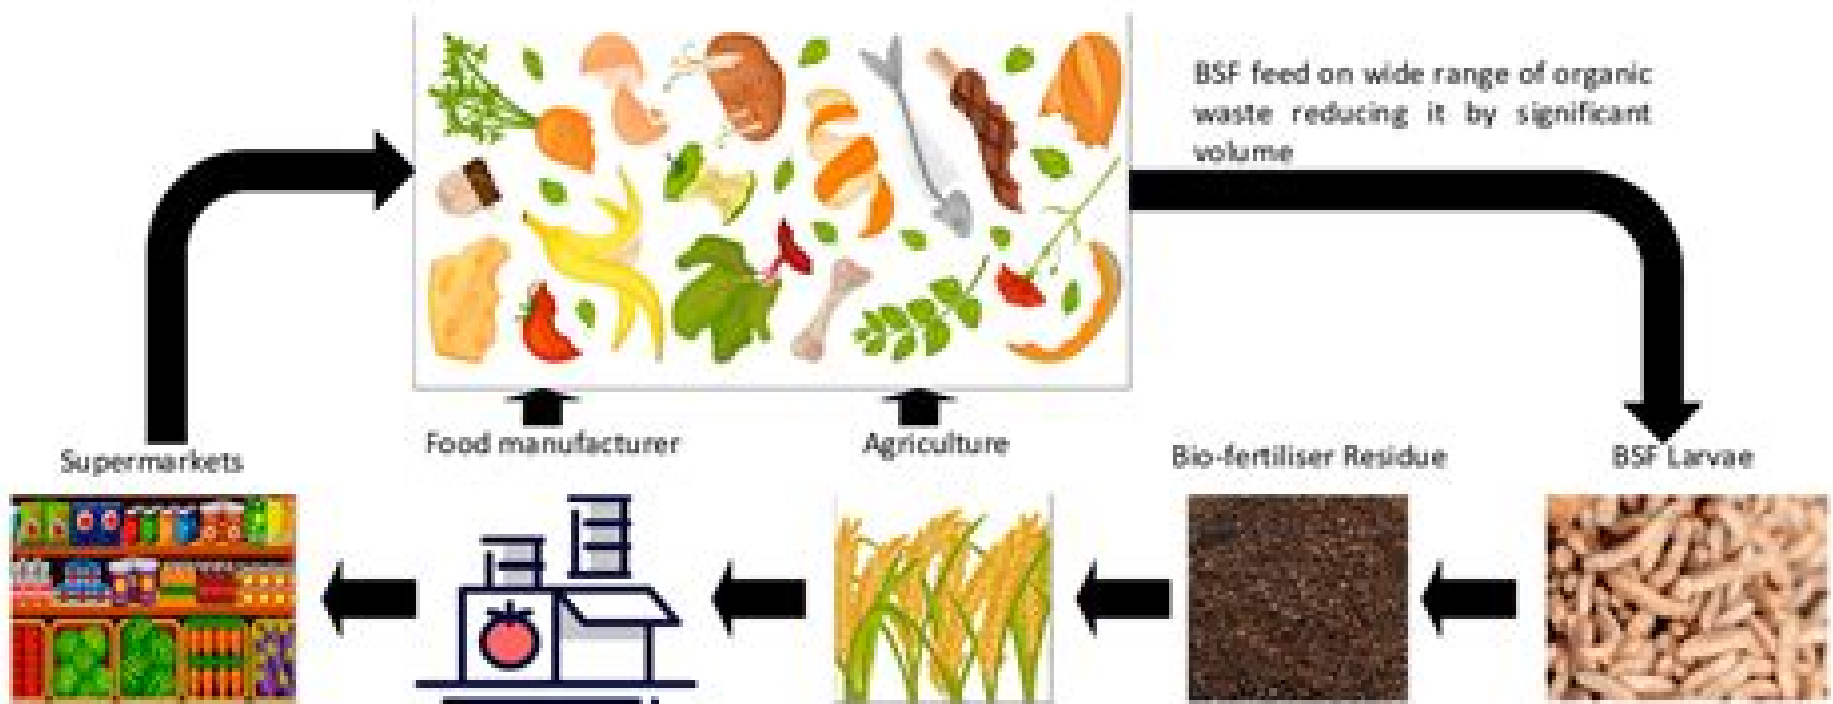 BSF feed on wide range of organic
waste reducing it by significant
volume
Supermarkets
Food manufacturer
Agriculture
Bio-fertiliser Residue
BSF Larvae